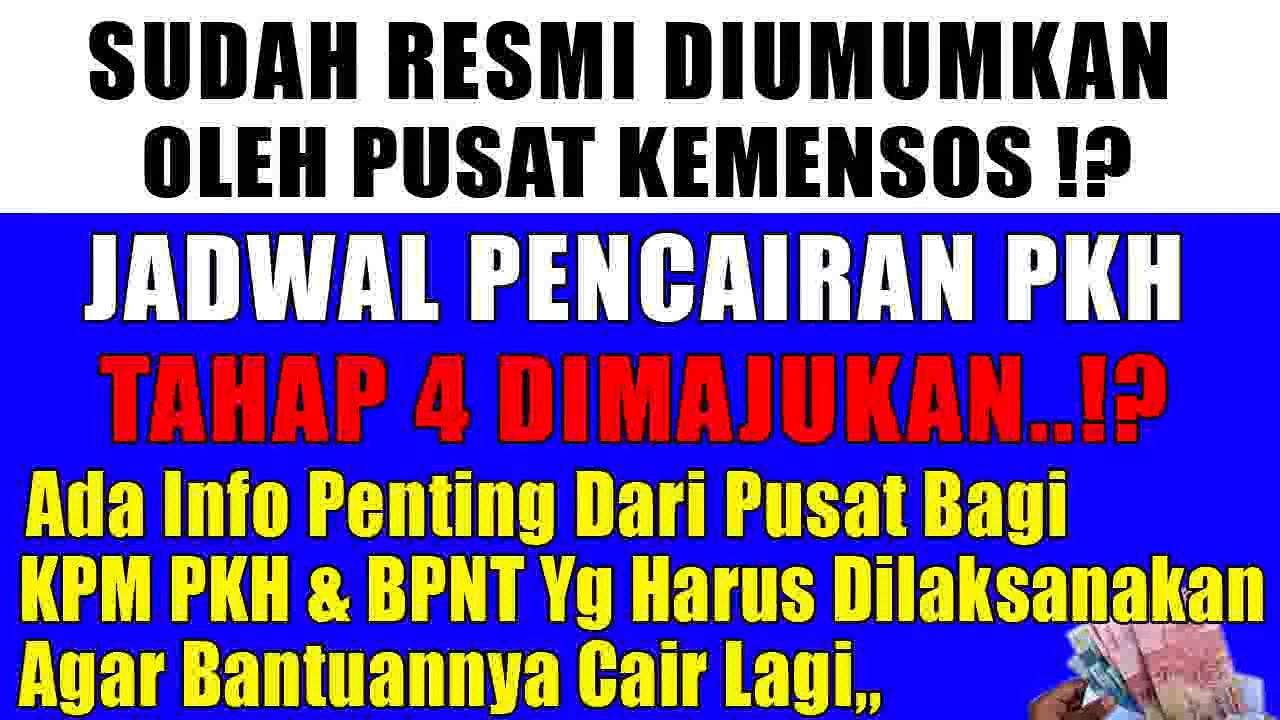 SUDAH RESMI DIUMUMKAN
OLEH PUSAT KEMENSOS !?
JADWAL PENCAIRAN PKH
TAHAP 4 DIMAJUKAN..!?
Ada Info Penting Dari Pusat Bagi
KPM PKH & BPNT Yg Harus Dilaksanakan
Agar Bantuannya Cair Lagi,,